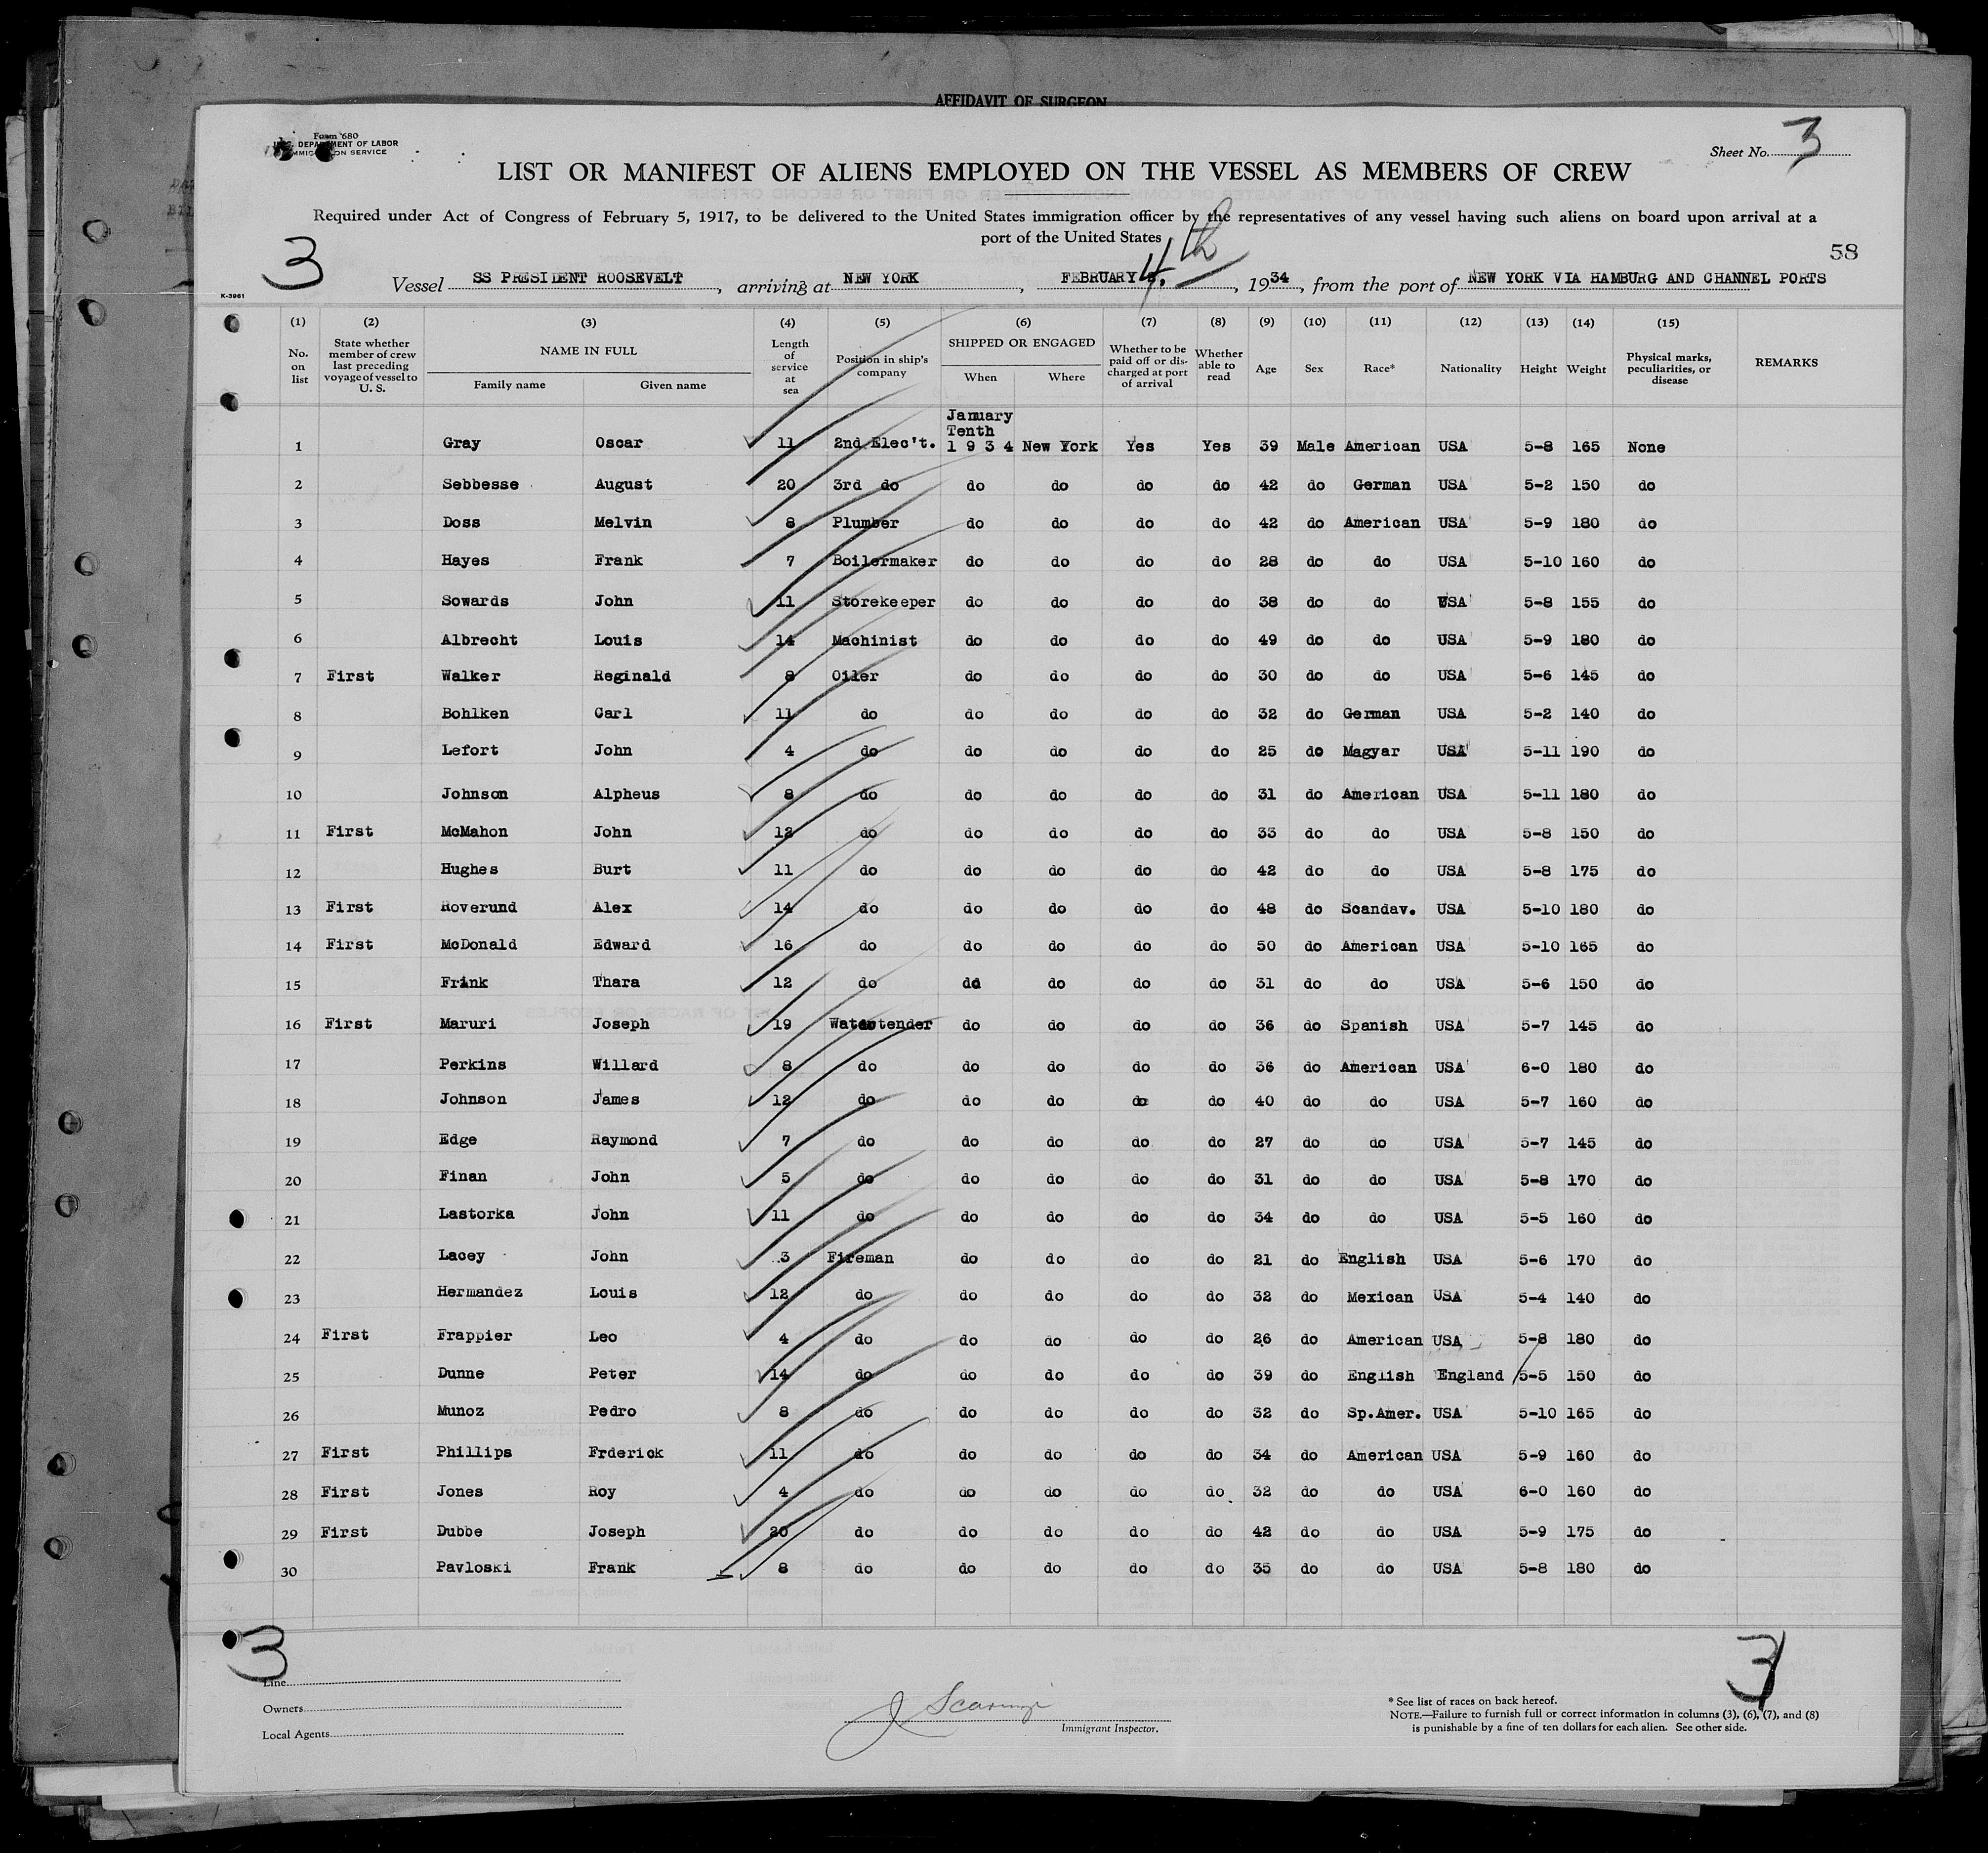 AFFIDAVIT OF SURGEON
Form 680
DEPARTMENT OF LABOR
IMMIGRATION SERVICE
Sheet No. 3
LIST OR MANIFEST OF ALIENS EMPLOYED ON THE VESSEL AS MEMBERS OF CREW
Required under Act of Congress of February 5, 1917, to be delivered to the United States immigration officer by the representatives of any vessel having such aliens on board upon arrival at a
port of the United States
58
3
Vessel SS PRESIDENT ROOSEVELT, arriving at NEW YORK, FEBRUARY 4th, 1934, from the port of NEW YORK VIA HAMBURG AND CHANNEL PORTS
K-3961
(1) (2) (3) (4) (5) (6) (7) (8) (9) (10) (11) (12) (13) (14) (15)
No. on list State whether member of crew last preceding voyage of vessel to U. S. NAME IN FULL Family name Given name Length of service at sea Position in ship's company SHIPPED OR ENGAGED When Where Whether to be paid off or discharged at port of arrival Whether able to read Age Sex Race* Nationality Height Weight Physical marks, peculiarities, or disease REMARKS
January
Tenth
1 Gray Oscar 11 2nd Elec't. 1 9 3 4 New York Yes Yes 39 Male American USA 5-8 165 None
2 Sebbesse August 20 3rd do do do do do 42 do German USA 5-2 150 do
3 Doss Melvin 8 Plumber do do do do 42 do American USA 5-9 180 do
4 Hayes Frank 7 Boilermaker do do do do 28 do do USA 5-10 160 do
5 Sowards John 11 Storekeeper do do do do 38 do do USA 5-8 155 do
6 Albrecht Louis 14 Machinist do do do do 49 do do USA 5-9 180 do
7 First Walker Reginald 8 Oiler do do do do 30 do do USA 5-6 145 do
8 Bohlken Carl 11 do do do do do 32 do German USA 5-2 140 do
9 Lefort John 4 do do do do do 25 do Magyar USA 5-11 190 do
10 Johnson Alpheus 8 do do do do do 31 do American USA 5-11 180 do
11 First McMahon John 12 do do do do do 33 do do USA 5-8 150 do
12 Hughes Burt 11 do do do do do 42 do do USA 5-8 175 do
13 First Roverund Alex 14 do do do do do 48 do Scandav. USA 5-10 180 do
14 First McDonald Edward 16 do do do do do 50 do American USA 5-10 165 do
15 Frink Thara 12 do do do do do 31 do do USA 5-6 150 do
16 First Maruri Joseph 19 Watertender do do do do 36 do Spanish USA 5-7 145 do
17 Perkins Willard 8 do do do do do 36 do American USA 6-0 180 do
18 Johnson James 12 do do do do do 40 do do USA 5-7 160 do
19 Edge Raymond 7 do do do do do 27 do do USA 5-7 145 do
20 Finan John 5 do do do do do 31 do do USA 5-8 170 do
21 Lastorka John 11 do do do do do 34 do do USA 5-5 160 do
22 Lacey John 3 Fireman do do do do 21 do English USA 5-6 170 do
23 Hermandez Louis 12 do do do do do 32 do Mexican USA 5-4 140 do
24 First Frappier Leo 4 do do do do do 26 do American USA 5-8 180 do
25 Dunne Peter 14 do do do do do 39 do English England 5-5 150 do
26 Munoz Pedro 8 do do do do do 32 do Sp.Amer. USA 5-10 165 do
27 First Phillips Frderick 11 do do do do do 34 do American USA 5-9 160 do
28 First Jones Roy 4 do do do do do 32 do do USA 6-0 160 do
29 First Dubbe Joseph 20 do do do do do 42 do do USA 5-9 175 do
30 Pavloski Frank 8 do do do do do 35 do do USA 5-8 180 do
3
3
Line
Owners
Local Agents
Immigrant Inspector.
* See list of races on back hereof.
NOTE.—Failure to furnish full or correct information in columns (3), (6), (7), and (8)
is punishable by a fine of ten dollars for each alien. See other side.